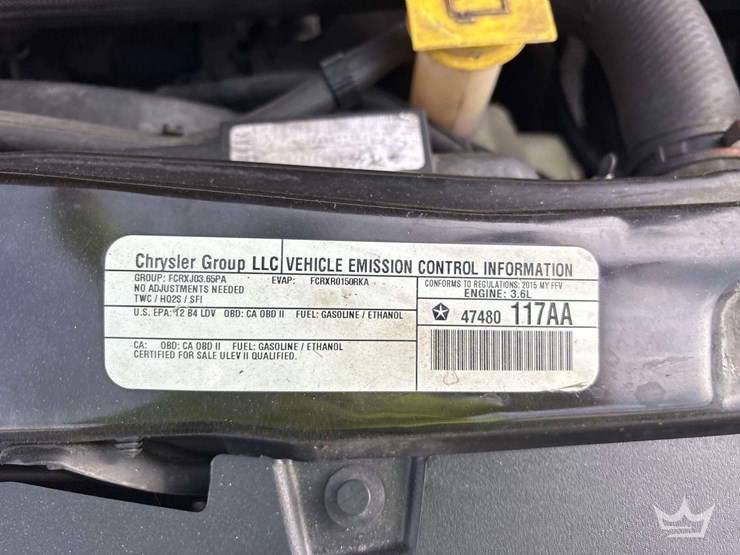 Chrysler Group LLC VEHICLE EMISSION CONTROL INFORMATION
GROUP: FCRXJ03.65PA EVAP: FCRXR0150RKA
NO ADJUSTMENTS NEEDED
TWC / HO2S / SFI
CONFORMS TO REGULATIONS: 2015 MY FFV
ENGINE: 3.6L
U.S. EPA: T2 B4 LDV OBD: CA OBD II FUEL: GASOLINE / ETHANOL
47480 117AA
CA: OBD: CA OBD II FUEL: GASOLINE / ETHANOL
CERTIFIED FOR SALE ULEV II QUALIFIED.